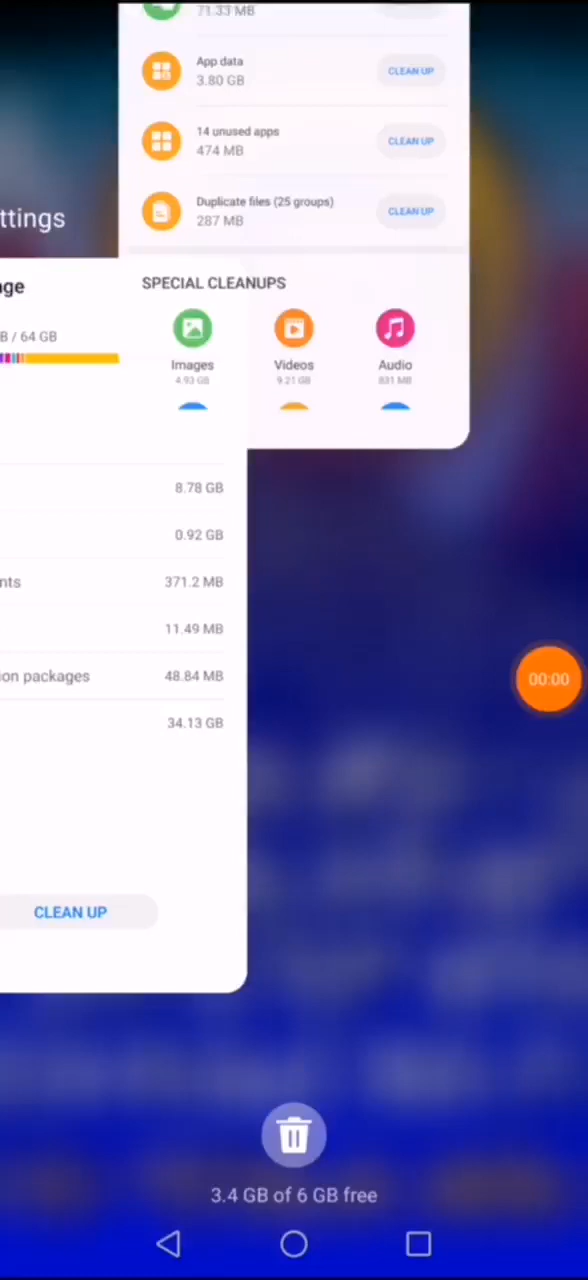 71.33 MB
App data
3.80 GB
CLEAN UP
14 unused apps
474 MB
CLEAN UP
Duplicate files (25 groups)
287 MB
CLEAN UP
ttings
ge
SPECIAL CLEANUPS
B / 64 GB
Images
4.93 GB
Videos
9.21 GB
Audio
831 MB
8.78 GB
0.92 GB
nts
371.2 MB
11.49 MB
ion packages
48.84 MB
34.13 GB
00:00
CLEAN UP
3.4 GB of 6 GB free